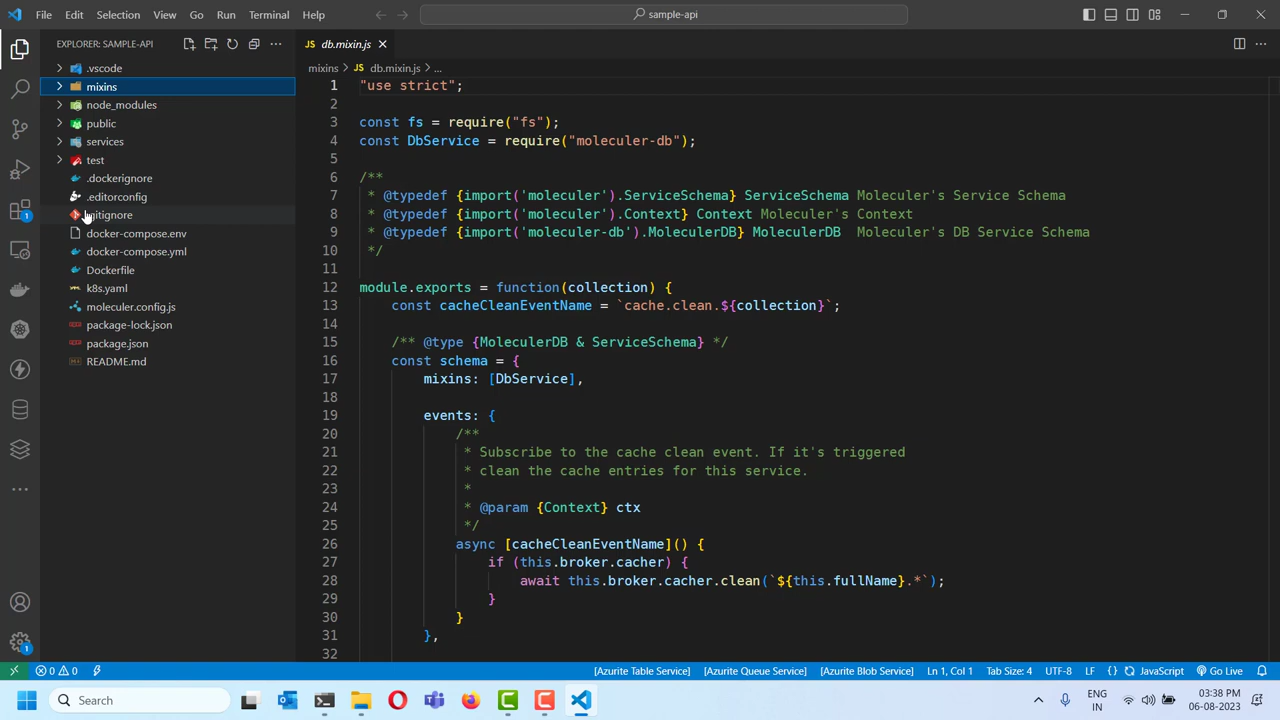 File Edit Selection View Go Run Terminal Help
sample-api
EXPLORER: SAMPLE-API
JS db.mixin.js
mixins > JS db.mixin.js > ...
.vscode
mixins
node_modules
public
services
test
.dockerignore
.editorconfig
docker-compose.env
docker-compose.yml
Dockerfile
k8s.yaml
moleculer.config.js
package-lock.json
package.json
README.md
1 "use strict";
2
3 const fs = require("fs");
4 const DbService = require("moleculer-db");
5
6 /**
7 * @typedef {import('moleculer').ServiceSchema} ServiceSchema Moleculer's Service Schema
8 * @typedef {import('moleculer').Context} Context Moleculer's Context
9 * @typedef {import('moleculer-db').MoleculerDB} MoleculerDB  Moleculer's DB Service Schema
10 */
11
12 module.exports = function(collection) {
13 const cacheCleanEventName = `cache.clean.${collection}`;
14
15 /** @type {MoleculerDB & ServiceSchema} */
16 const schema = {
17 mixins: [DbService],
18
19 events: {
20 /**
21 * Subscribe to the cache clean event. If it's triggered
22 * clean the cache entries for this service.
23 *
24 * @param {Context} ctx
25 */
26 async [cacheCleanEventName]() {
27 if (this.broker.cacher) {
28 await this.broker.cacher.clean(`${this.fullName}.*`);
29 }
30 }
31 },
32
1
1
0 0 [Azurite Table Service] [Azurite Queue Service] [Azurite Blob Service] Ln 1, Col 1 Tab Size: 4 UTF-8 LF {} JavaScript Go Live
Search
ENG
IN
03:38 PM
06-08-2023